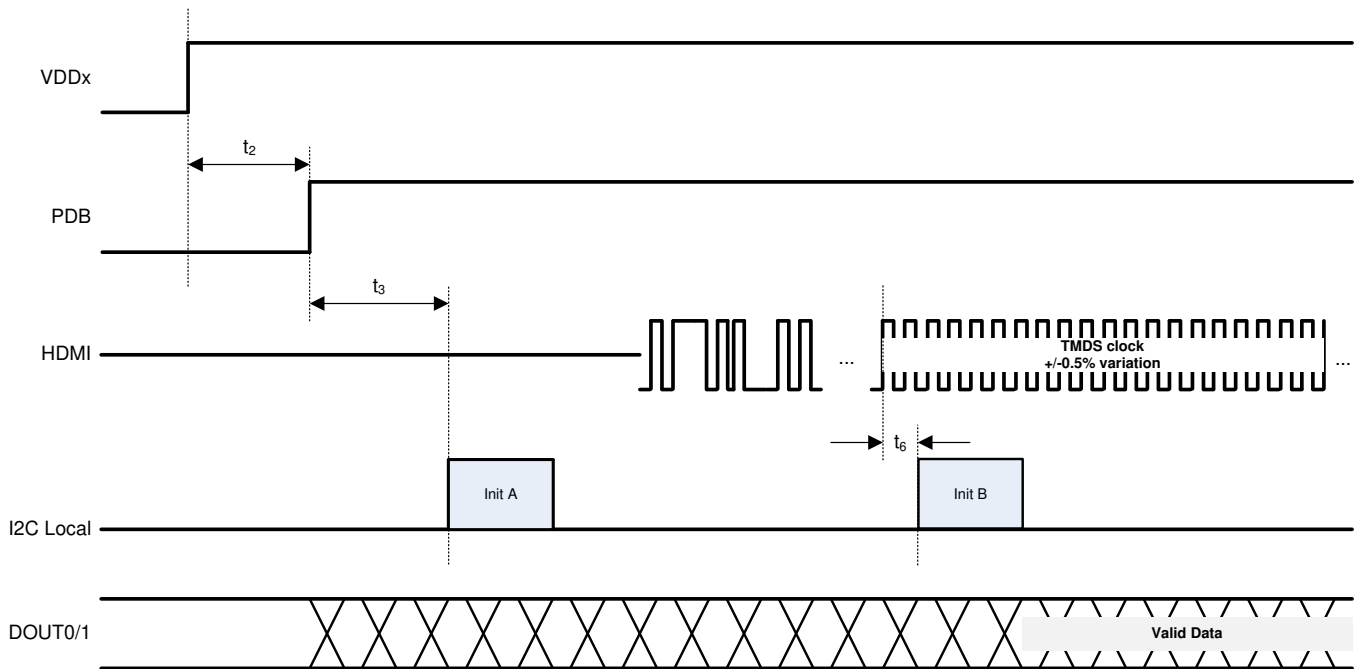 VDDx
t₂
PDB
t₃
HDMI
...
TMDS clock
+/-0.5% variation
...
t₆
I2C Local
Init A
Init B
DOUT0/1
Valid Data